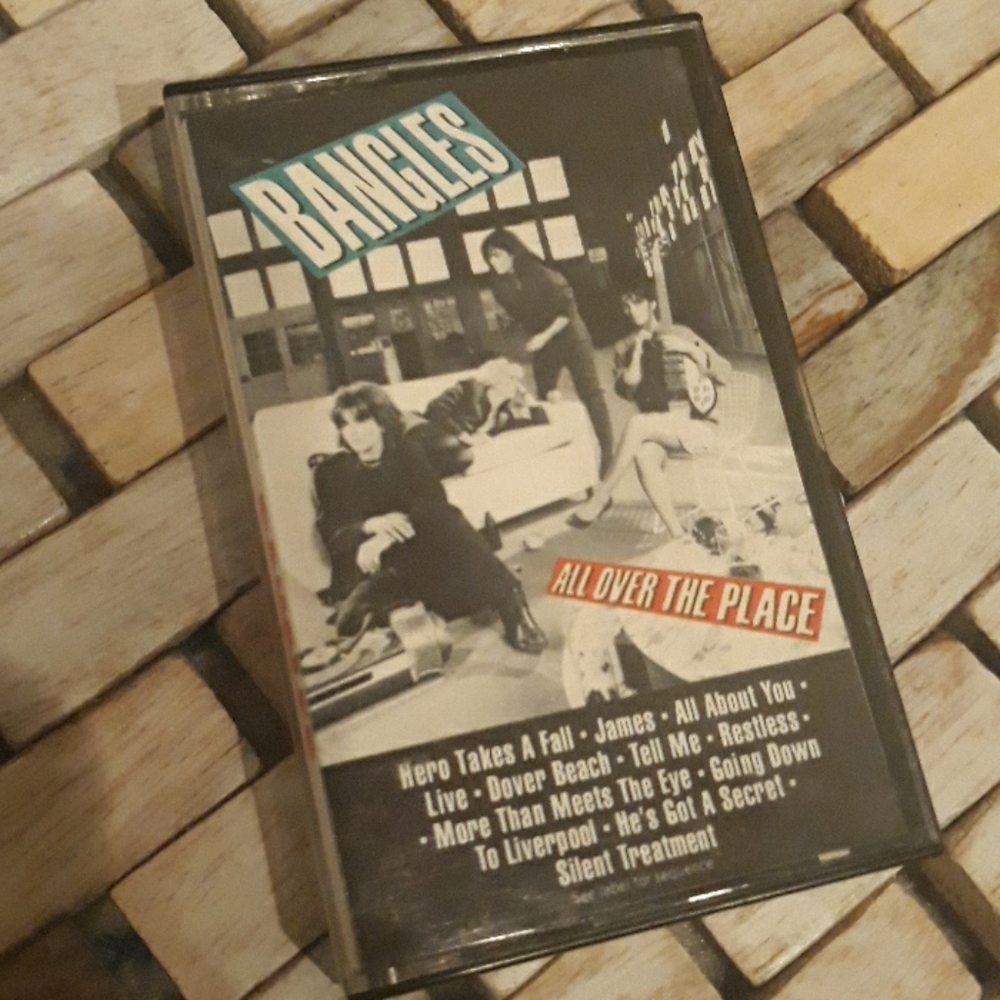 BANGLES
ALL OVER THE PLACE
Hero Takes A Fall • James • All About You •
Live • Dover Beach • Tell Me • Restless •
• More Than Meets The Eye • Going Down
To Liverpool • He's Got A Secret •
Silent Treatment
See label for sequence